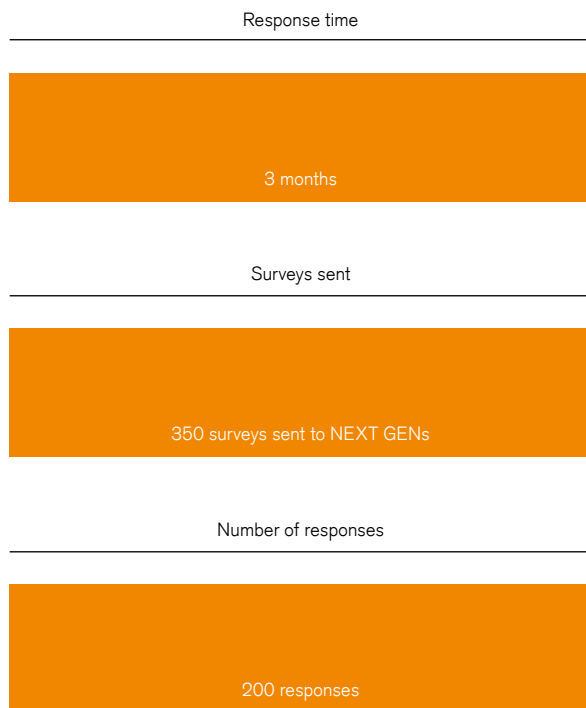 Response time
3 months
Surveys sent
350 surveys sent to NEXT GENs
Number of responses
200 responses